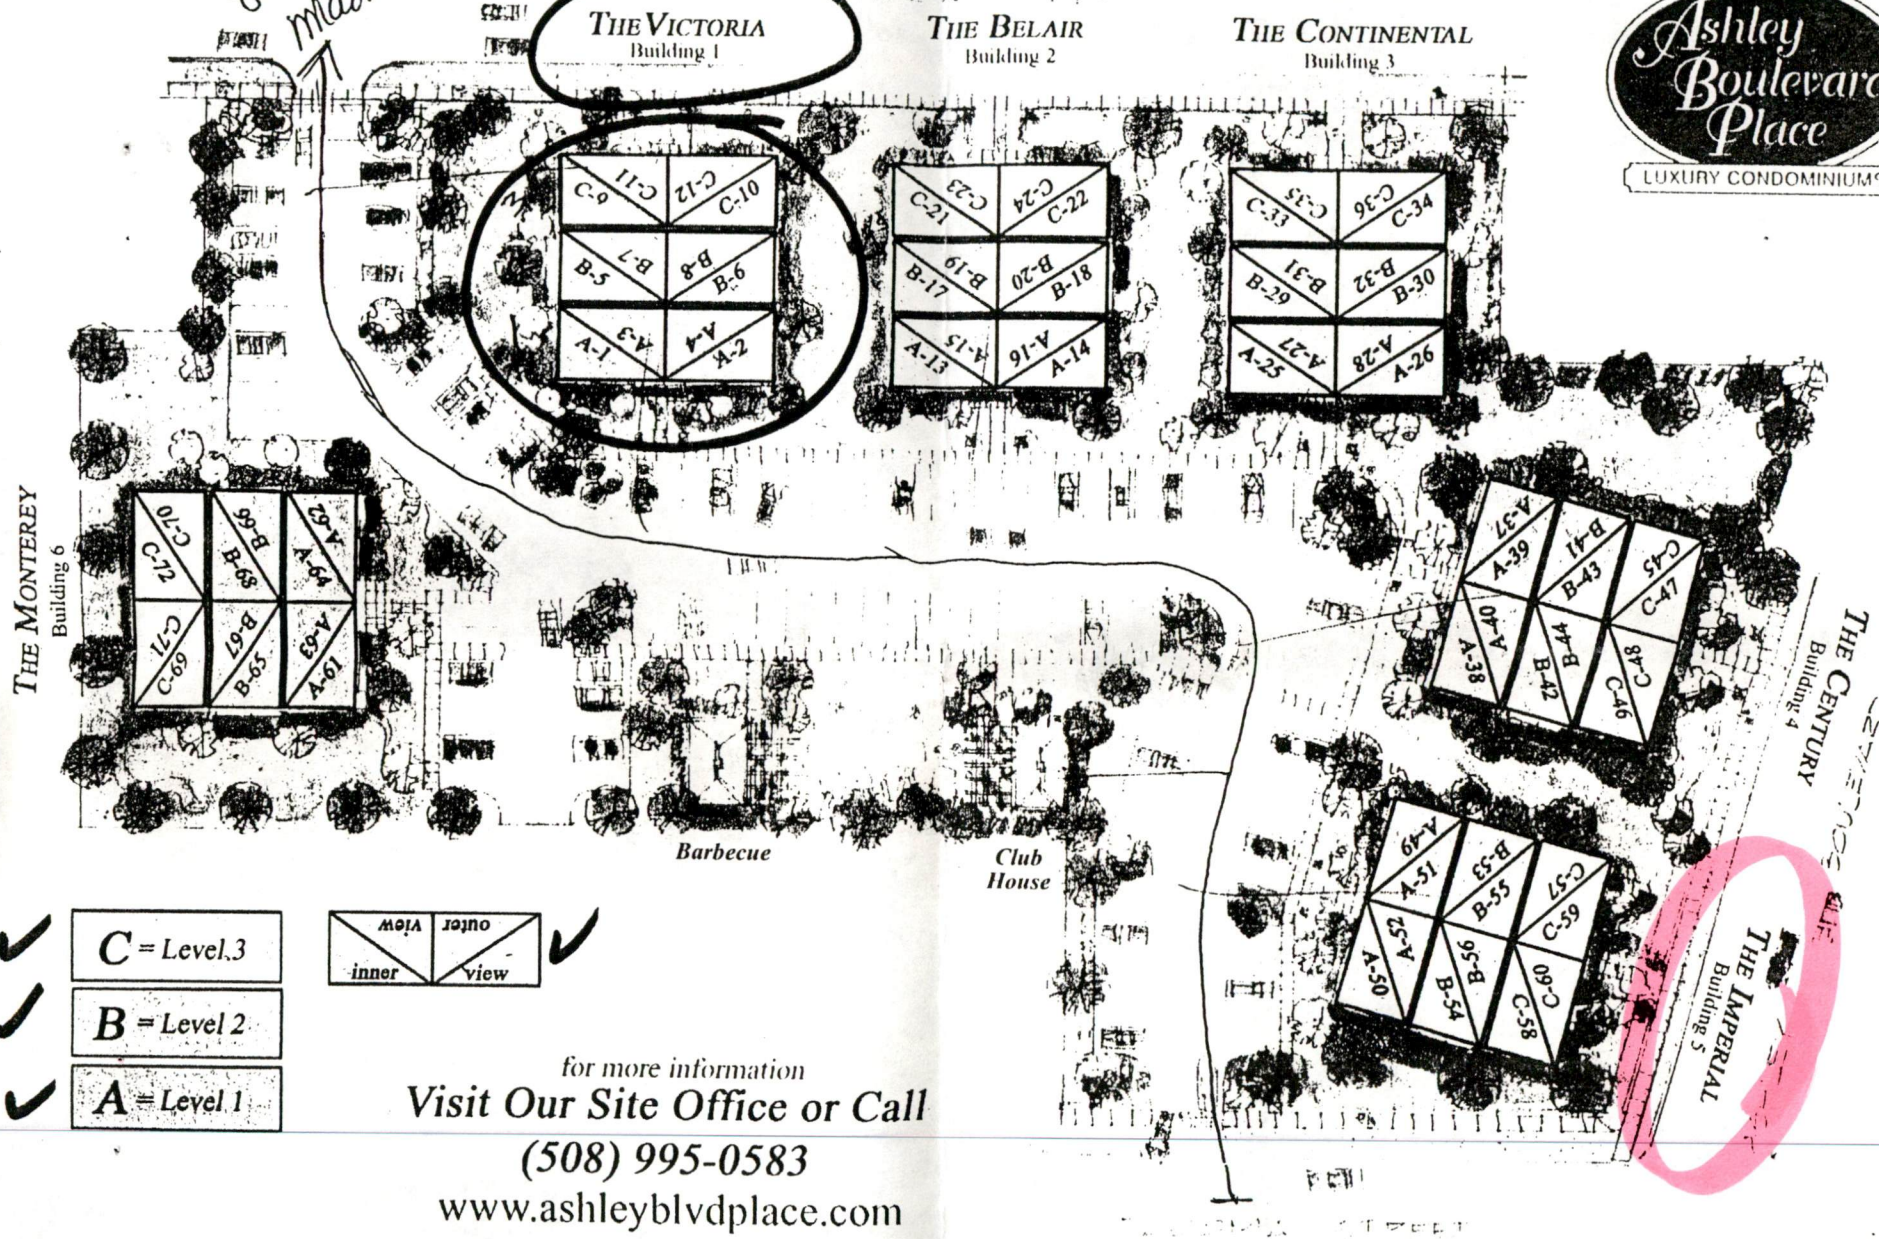 THE VICTORIA
Building 1
THE BELAIR
Building 2
THE CONTINENTAL
Building 3
Ashley
Boulevard
Place
LUXURY CONDOMINIUMS
C-9 C-11 C-12 C-10
B-5 B-7 B-8 B-6
A-1 A-3 A-4 A-2
C-21 C-23 C-24 C-22
B-17 B-19 B-20 B-18
A-13 A-15 A-16 A-14
C-33 C-35 C-36 C-34
B-29 B-31 B-32 B-30
A-25 A-27 A-28 A-26
THE MONTEREY
Building 6
C-70 B-66 A-62
C-72 B-68 A-64
C-71 B-67 A-63
C-69 B-65 A-61
A-37 B-41 C-45
A-39 B-43 C-47
A-40 B-44 C-48
A-38 B-42 C-46
THE CENTURY
Building 4
A-49 B-53 C-57
A-51 B-55 C-59
A-52 B-56 C-60
A-50 B-54 C-58
THE IMPERIAL
Building 5
Barbecue
Club
House
C = Level 3
B = Level 2
A = Level 1
view outer
inner view
for more information
Visit Our Site Office or Call
(508) 995-0583
www.ashleyblvdplace.com